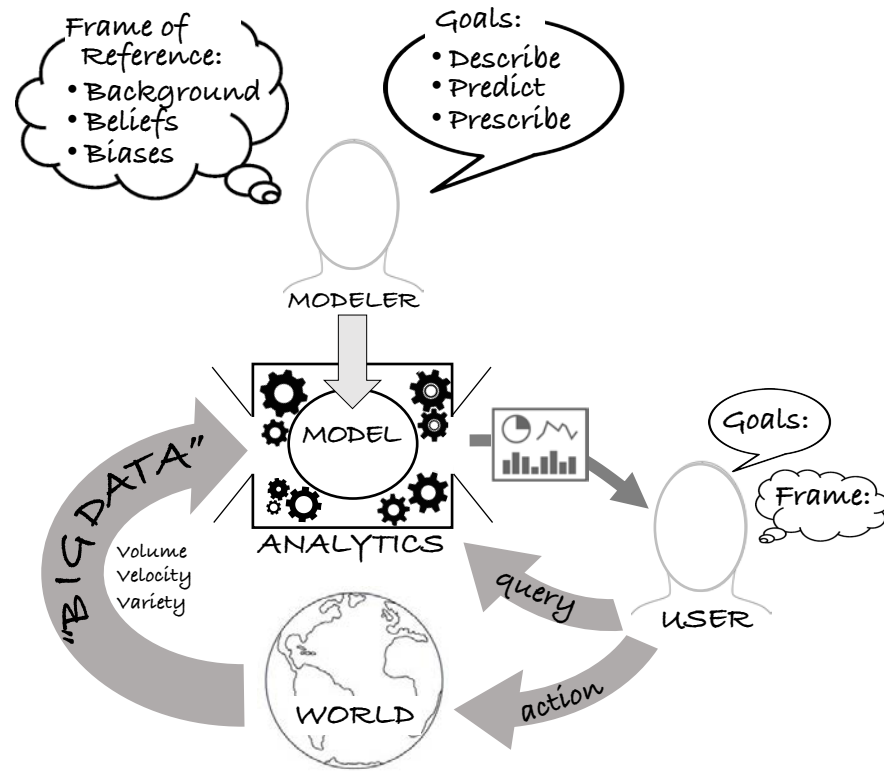 Frame of
Reference:
• Background
• Beliefs
• Biases
Goals:
• Describe
• Predict
• Prescribe
MODELER
MODEL
ANALYTICS
"BIG DATA"
Volume
Velocity
Variety
Goals:
Frame:
USER
query
action
WORLD